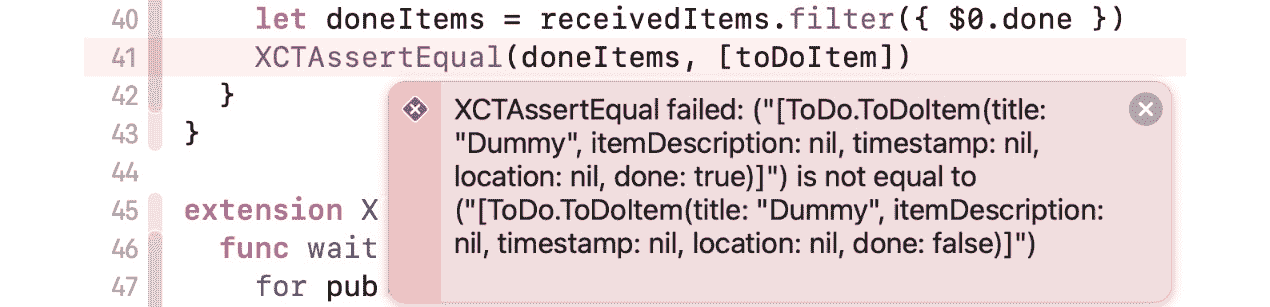 40 let doneItems = receivedItems.filter({ $0.done })
41 XCTAssertEqual(doneItems, [toDoItem])
42 }
43 }
44
45 extension X
46 func wait
47 for pub
XCTAssertEqual failed: ("[ToDo.ToDoItem(title:
"Dummy", itemDescription: nil, timestamp: nil,
location: nil, done: true)]") is not equal to
("[ToDo.ToDoItem(title: "Dummy", itemDescription:
nil, timestamp: nil, location: nil, done: false)]")